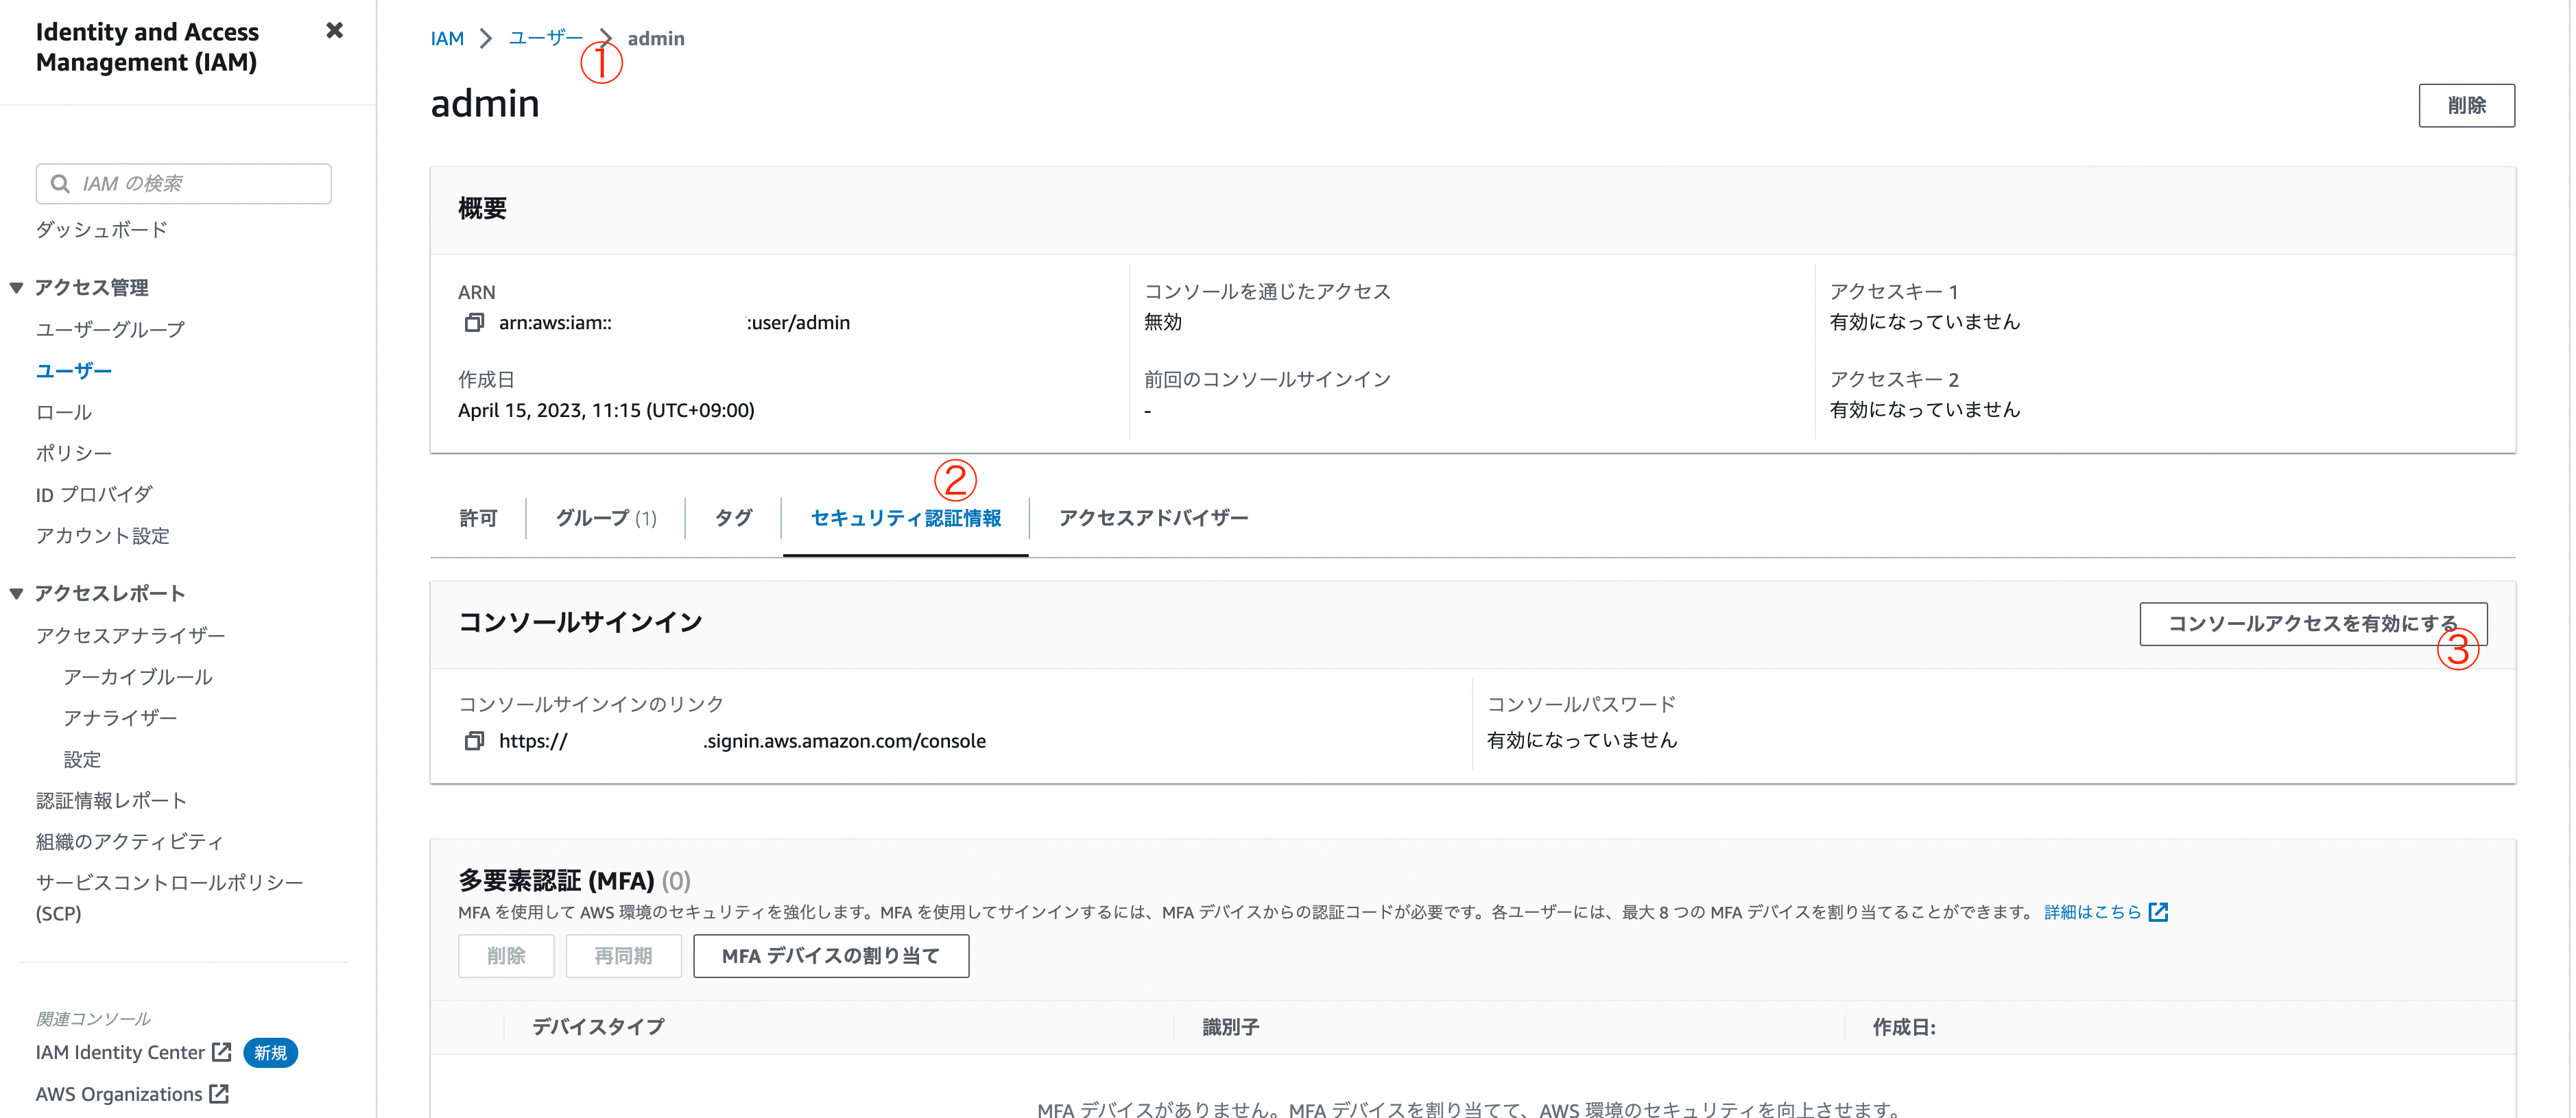 Identity and Access
Management (IAM)
IAM の検索
ダッシュボード
アクセス管理
ユーザーグループ
ユーザー
ロール
ポリシー
ID プロバイダ
アカウント設定
アクセスレポート
アクセスアナライザー
アーカイブルール
アナライザー
設定
認証情報レポート
組織のアクティビティ
サービスコントロールポリシー
(SCP)
関連コンソール
IAM Identity Center 新規
AWS Organizations
IAM ユーザー admin
①
admin
削除
概要
ARN
arn:aws:iam:: :user/admin
作成日
April 15, 2023, 11:15 (UTC+09:00)
コンソールを通じたアクセス
無効
前回のコンソールサインイン
-
アクセスキー 1
有効になっていません
アクセスキー 2
有効になっていません
②
許可 グループ (1) タグ セキュリティ認証情報 アクセスアドバイザー
コンソールサインイン
コンソールアクセスを有効にする
③
コンソールサインインのリンク
https:// .signin.aws.amazon.com/console
コンソールパスワード
有効になっていません
多要素認証 (MFA) (0)
MFA を使用して AWS 環境のセキュリティを強化します。MFA を使用してサインインするには、MFA デバイスからの認証コードが必要です。各ユーザーには、最大 8 つの MFA デバイスを割り当てることができます。 詳細はこちら
削除 再同期 MFA デバイスの割り当て
デバイスタイプ 識別子 作成日:
MFA デバイスがありません。MFA デバイスを割り当てて、AWS 環境のセキュリティを向上させます。